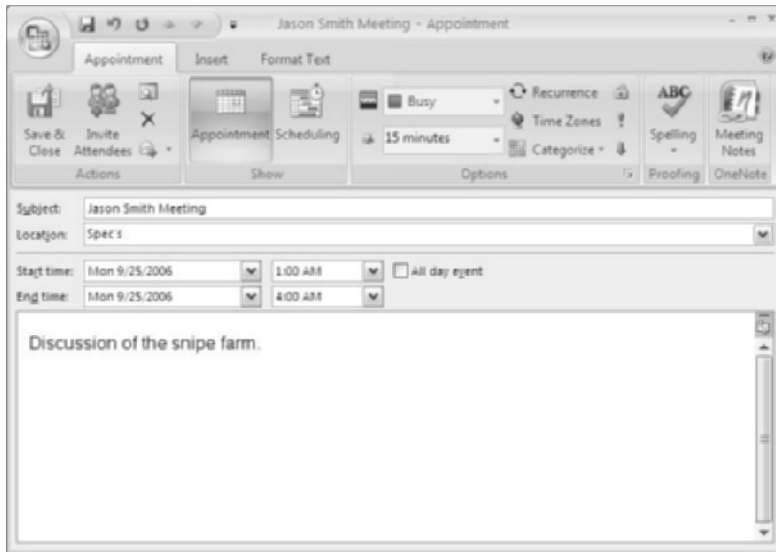 Jason Smith Meeting - Appointment
Appointment Insert Format Text
Save & Close
Invite Attendees
Actions
Appointment Scheduling
Show
Busy
15 minutes
Recurrence
Time Zones
Categorize
Options
ABC
Spelling
Proofing
Meeting Notes
OneNote
Subject: Jason Smith Meeting
Location: Spec's
Start time: Mon 9/25/2006 1:00 AM All day event
End time: Mon 9/25/2006 4:00 AM
Discussion of the snipe farm.